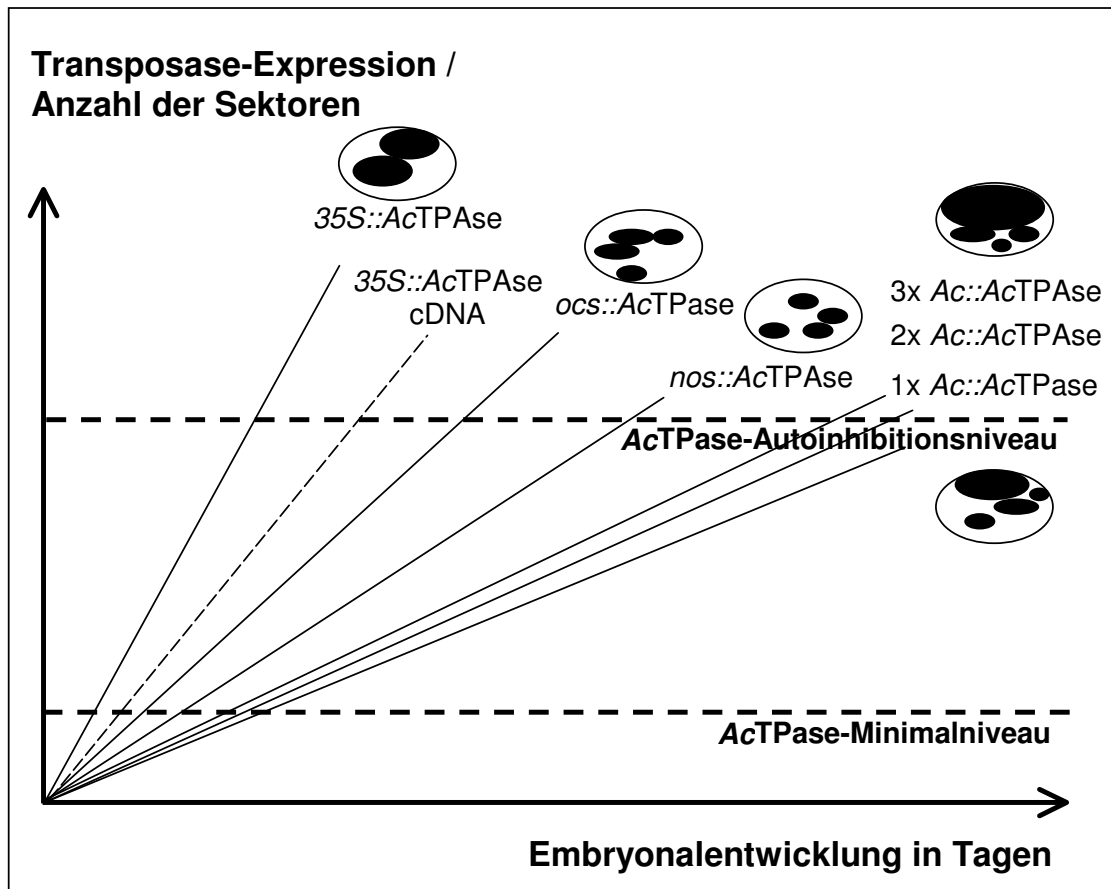 Transposase-Expression /
Anzahl der Sektoren
35S::AcTPAse
35S::AcTPAse
cDNA
ocs::AcTPase
nos::AcTPAse
3x Ac::AcTPAse
2x Ac::AcTPAse
1x Ac::AcTPase
AcTPase-Autoinhibitionsniveau
AcTPase-Minimalniveau
Embryonalentwicklung in Tagen